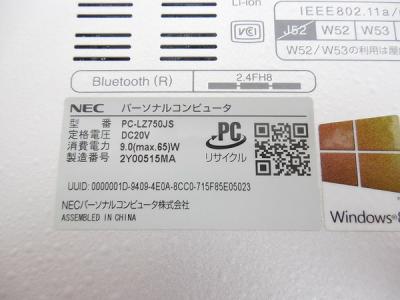 Li-ion
IEEE802.11a/
VCCI
J52 W52 W53
W52/W53の利用は屋
Bluetooth (R)
2.4FH8
NEC パーソナルコンピュータ
型 番 PC-LZ750JS
定格電圧 DC20V
消費電力 9.0(max.65)W
製造番号 2Y00515MA
PC
リサイクル
UUID: 0000001D-9409-4E0A-8CC0-715F85E05023
NECパーソナルコンピュータ株式会社
ASSEMBLED IN CHINA
Windows® 8